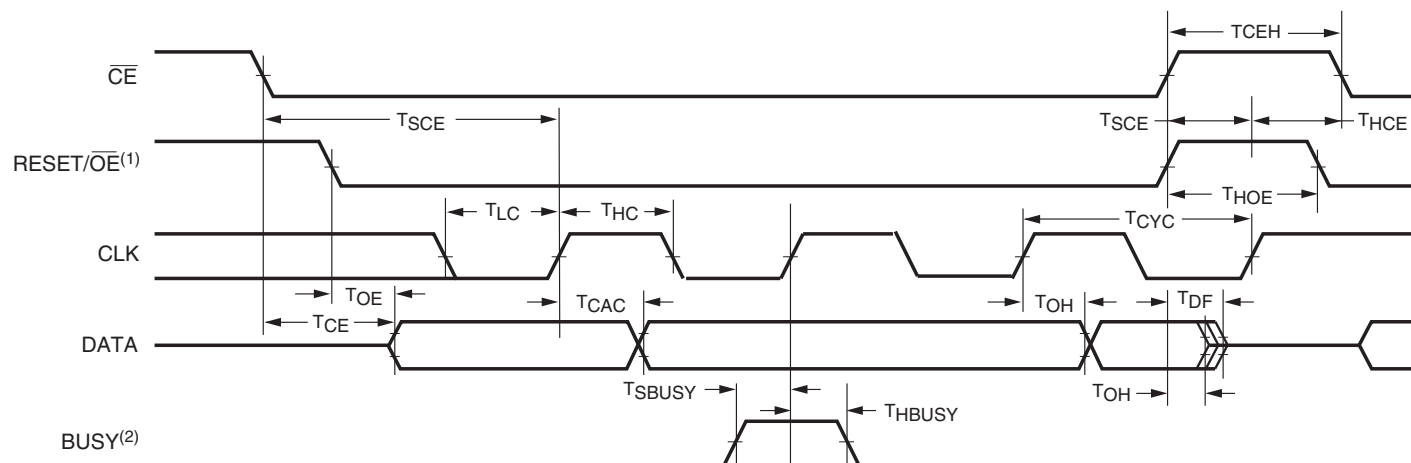 TCEH
CE
TSCE
TSCE
THCE
RESET/OE(1)
TLC
THC
THOE
TCYC
CLK
TOE
TCAC
TOH
TDF
TCE
DATA
TSBUSY
TOH
THBUSY
BUSY(2)